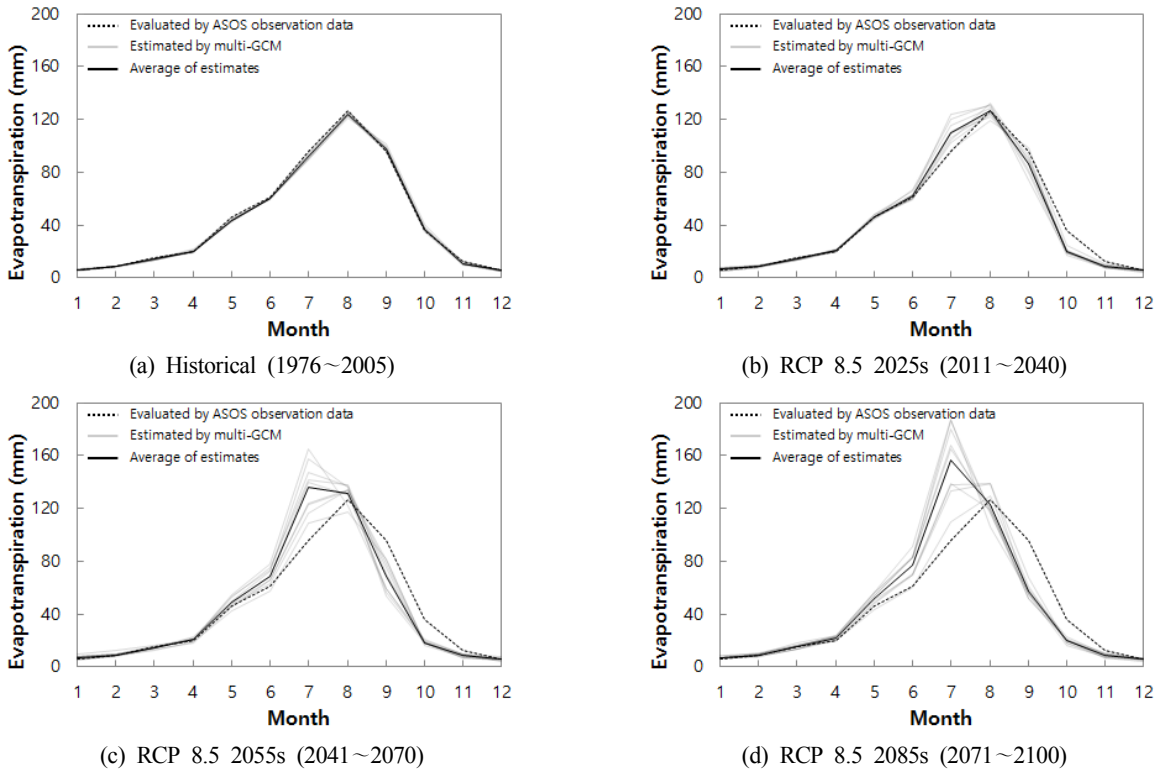 200
160
120
80
40
0
Evapotranspiration (mm)
Evaluated by ASOS observation data
Estimated by multi-GCM
Average of estimates
1 2 3 4 5 6 7 8 9 10 11 12
Month
(a) Historical (1976~2005)
200
160
120
80
40
0
Evapotranspiration (mm)
Evaluated by ASOS observation data
Estimated by multi-GCM
Average of estimates
1 2 3 4 5 6 7 8 9 10 11 12
Month
(b) RCP 8.5 2025s (2011~2040)
200
160
120
80
40
0
Evapotranspiration (mm)
Evaluated by ASOS observation data
Estimated by multi-GCM
Average of estimates
1 2 3 4 5 6 7 8 9 10 11 12
Month
(c) RCP 8.5 2055s (2041~2070)
200
160
120
80
40
0
Evapotranspiration (mm)
Evaluated by ASOS observation data
Estimated by multi-GCM
Average of estimates
1 2 3 4 5 6 7 8 9 10 11 12
Month
(d) RCP 8.5 2085s (2071~2100)